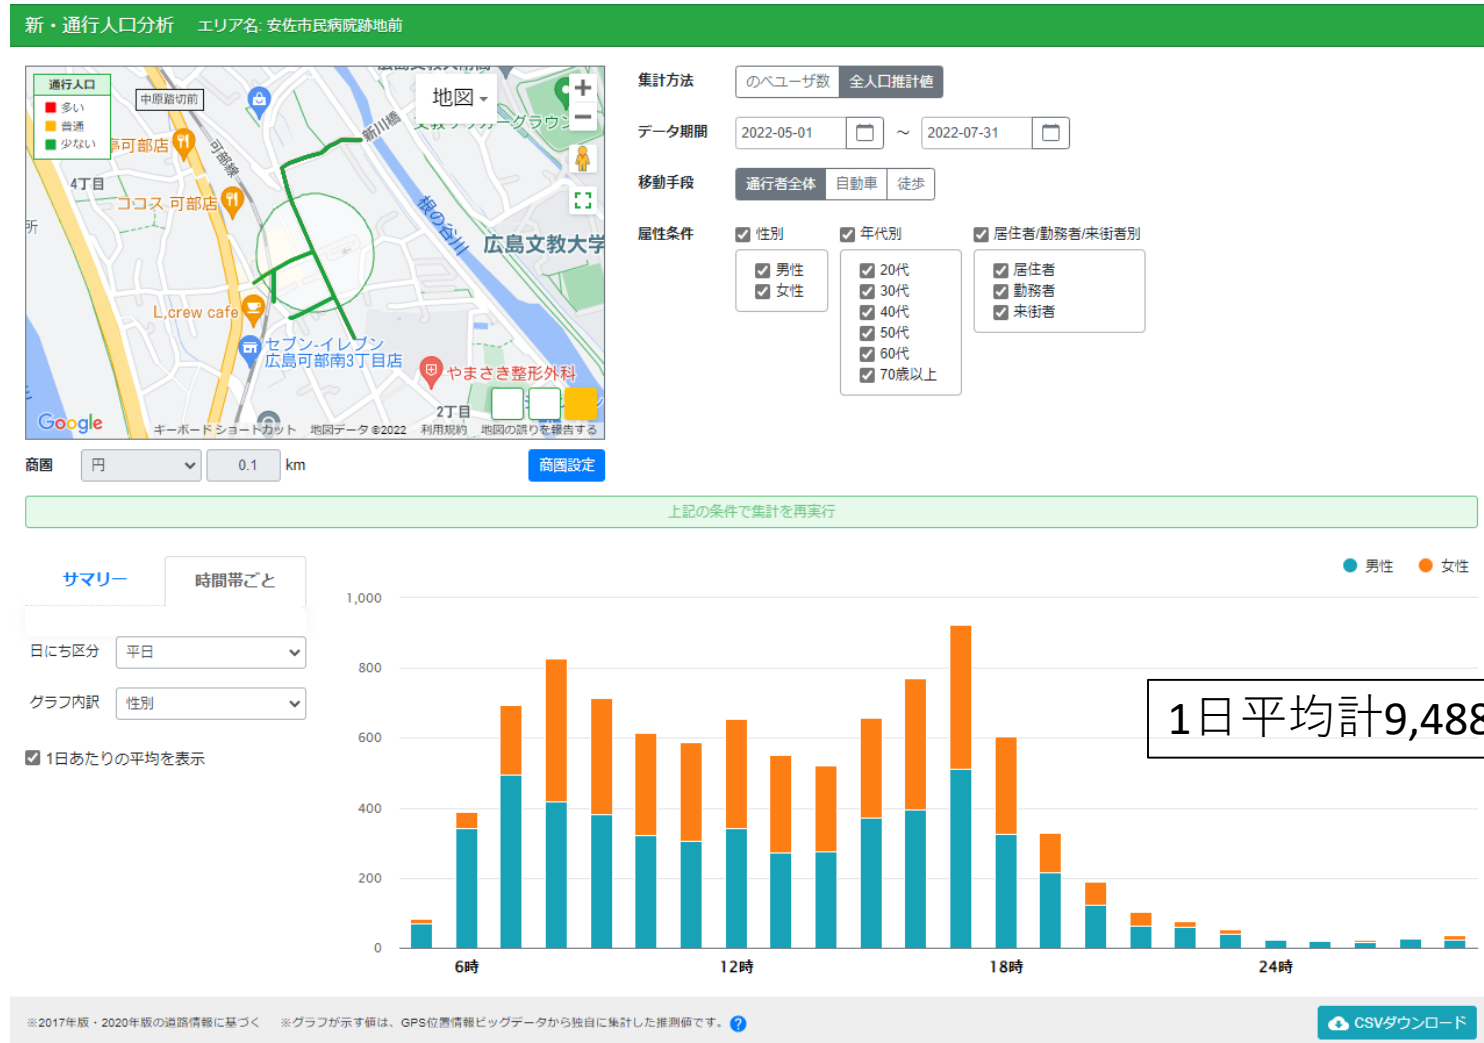 新・通行人口分析 エリア名: 安佐市民病院跡地前
通行人口
多い
普通
少ない
中原踏切前
地図
新川橋
可部店
可部線
4丁目
ココス 可部店
所
根の谷川
広島文教大学
L,crew cafe
セブン-イレブン
広島可部南3丁目店
やまさき整形外科
2丁目
Google
キーボード ショートカット 地図データ ©2022 利用規約 地図の誤りを報告する
商圏 円 0.1 km 商圏設定
集計方法 のべユーザ数 全人口推計値
データ期間 2022-05-01 ～ 2022-07-31
移動手段 通行者全体 自動車 徒歩
属性条件 性別 年代別 居住者/勤務者/来街者別
男性
女性
20代
30代
40代
50代
60代
70歳以上
居住者
勤務者
来街者
上記の条件で集計を再実行
サマリー 時間帯ごと
日にち区分 平日
グラフ内訳 性別
1日あたりの平均を表示
男性 女性
1,000
800
600
400
200
0
6時 12時 18時 24時
1日平均計9,488
※2017年版・2020年版の道路情報に基づく ※グラフが示す値は、GPS位置情報ビッグデータから独自に集計した推測値です。 ?
CSVダウンロード